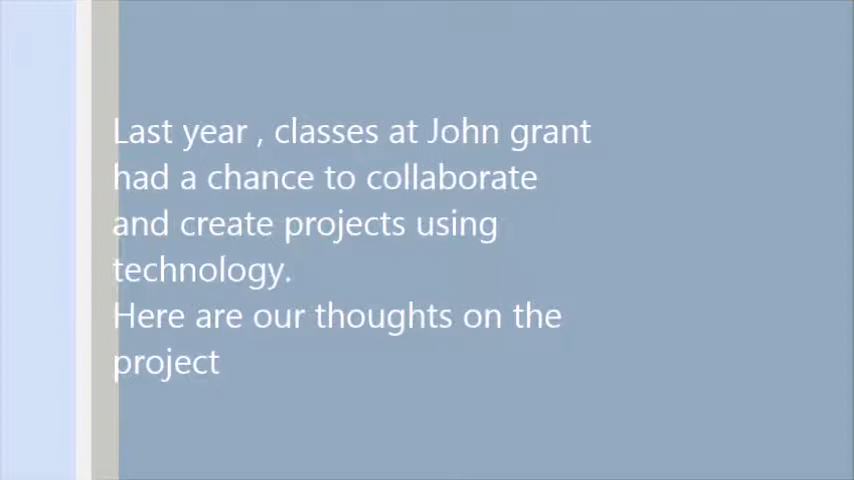 Last year , classes at John grant
had a chance to collaborate
and create projects using
technology.
Here are our thoughts on the
project